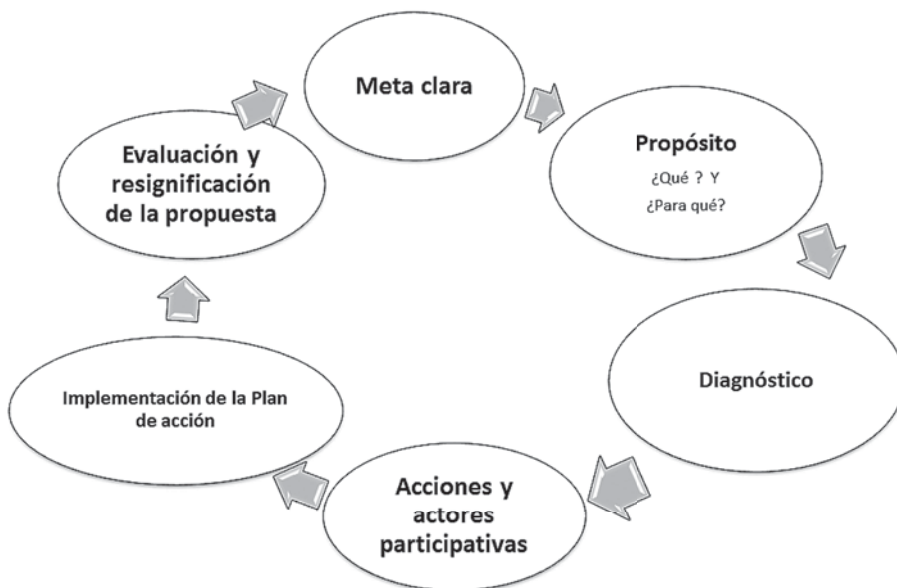 Meta clara
Propósito
¿Qué ? Y
¿Para qué?
Diagnóstico
Acciones y
actores
participativas
Implementación de la Plan
de acción
Evaluación y
resignificación
de la propuesta